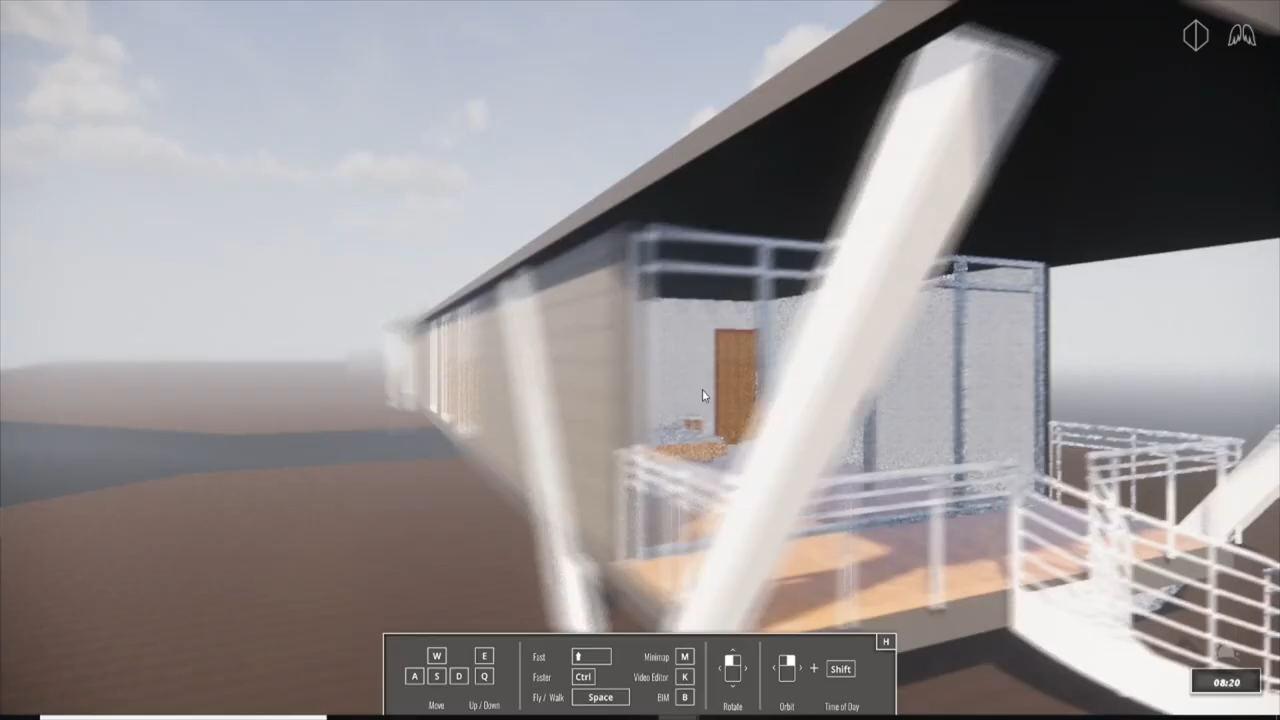 H
W E Fast Minimap M
A S D Q Faster Ctrl Video Editor K + Shift
Fly / Walk Space BIM B
Move Up / Down Rotate Orbit Time of Day
08:20